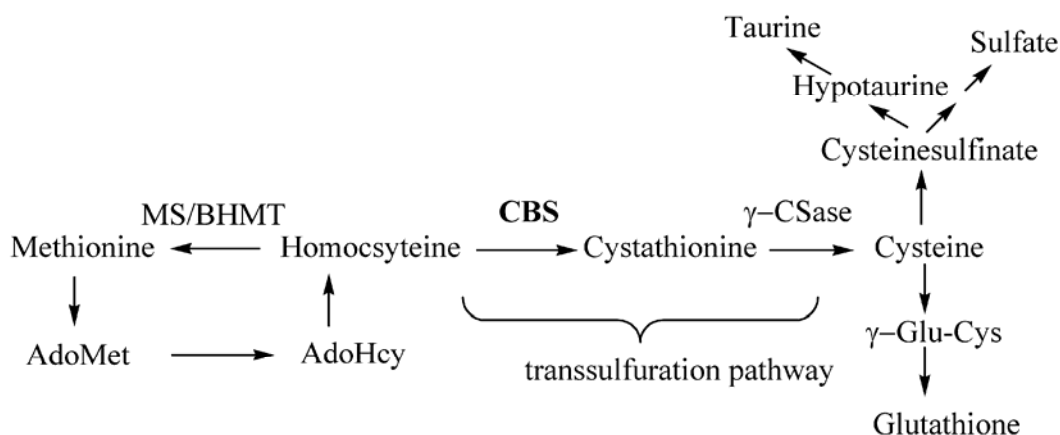 Taurine
Sulfate
Hypotaurine
Cysteinesulfinate
MS/BHMT
CBS
γ–CSase
Methionine
Homocsyteine
Cystathionine
Cysteine
AdoMet
AdoHcy
γ–Glu-Cys
transsulfuration pathway
Glutathione